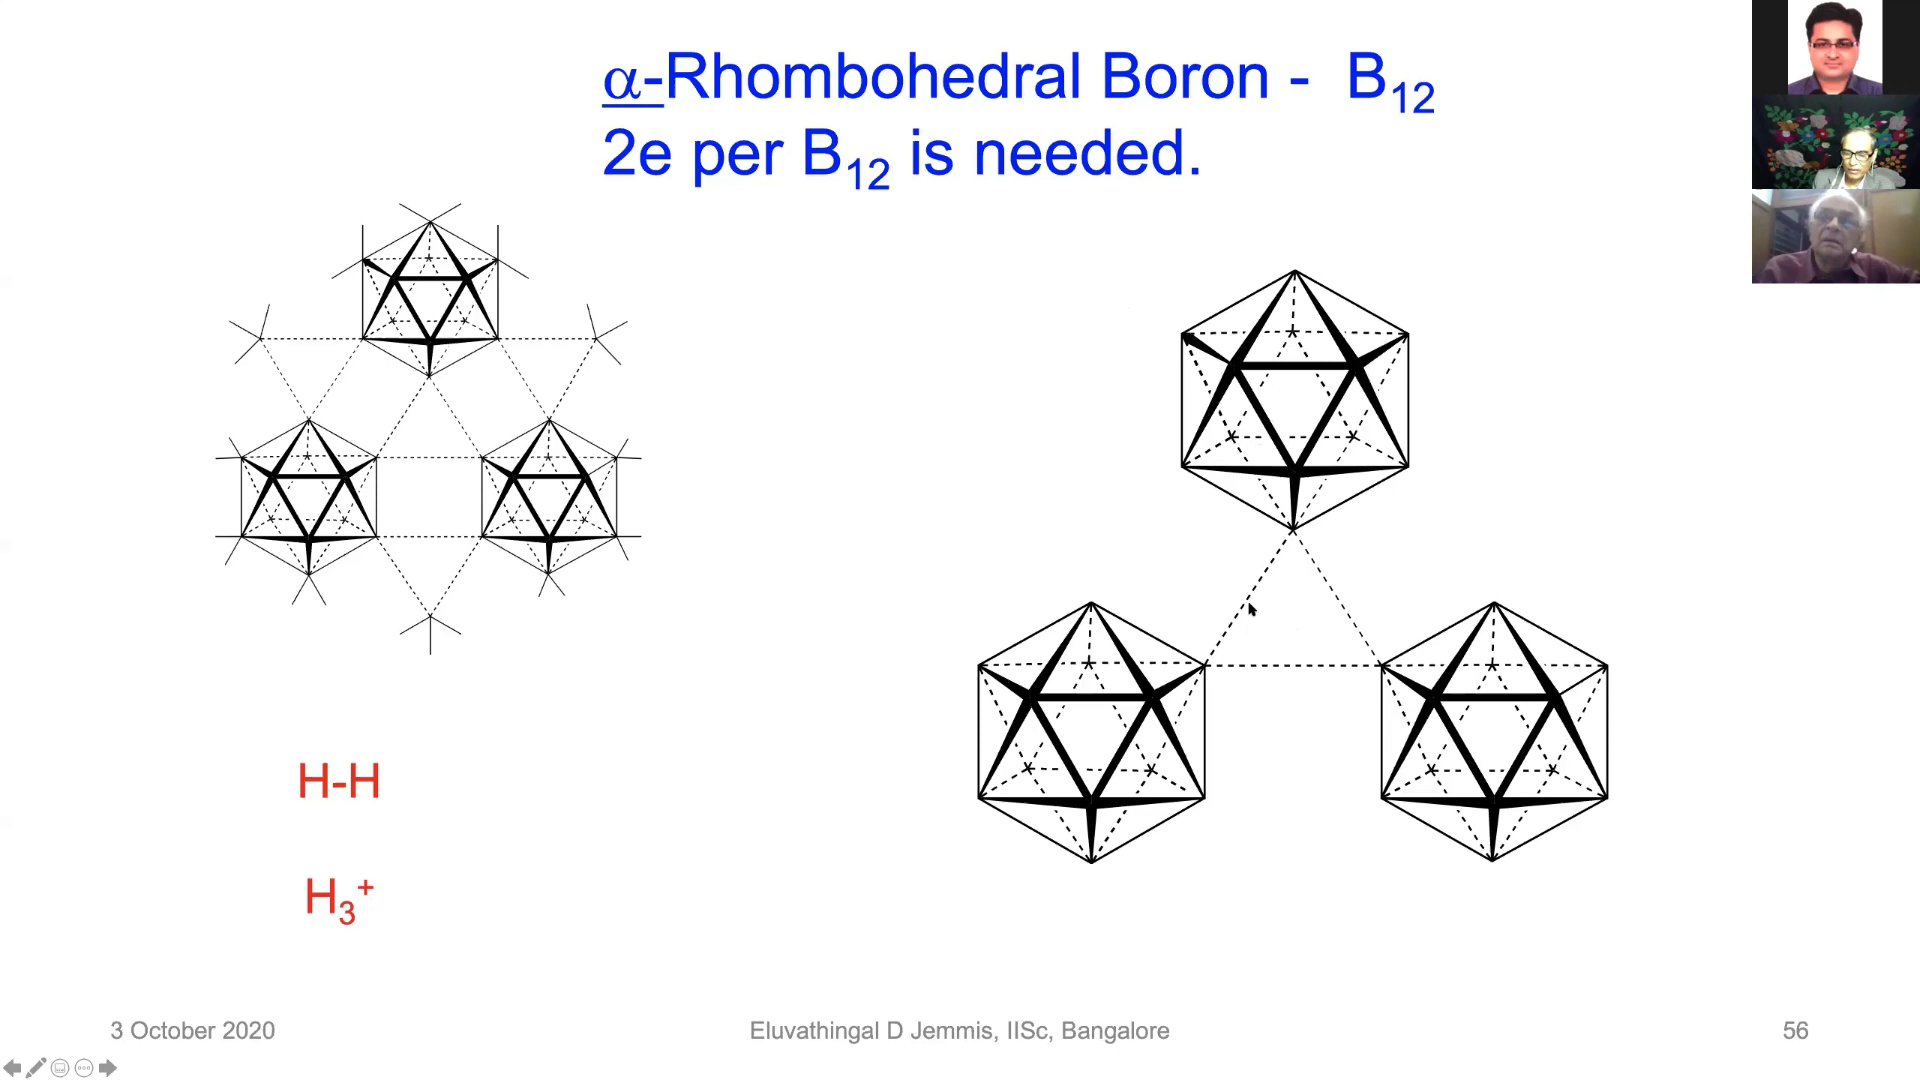 α-Rhombohedral Boron - B₁₂
2e per B₁₂ is needed.
H-H
H₃⁺
3 October 2020
Eluvathingal D Jemmis, IISc, Bangalore
56